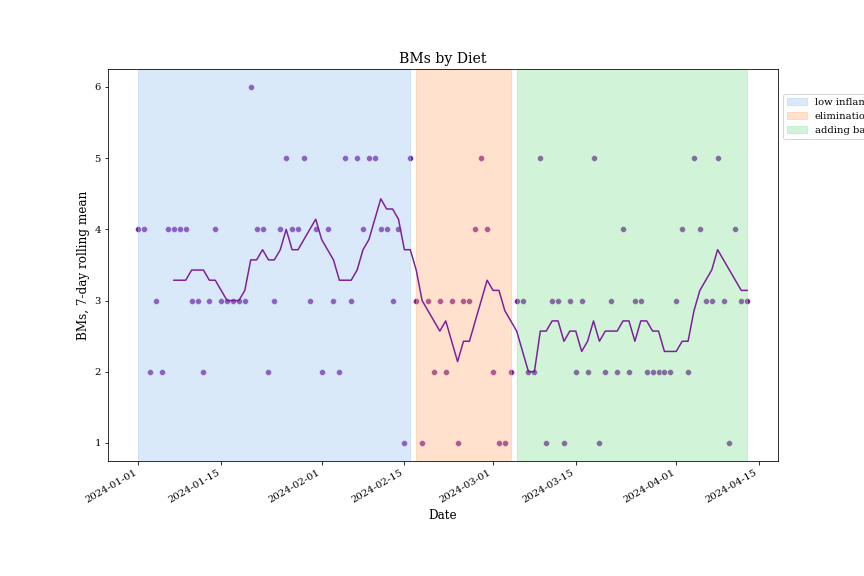 BMs by Diet
6
5
4
3
2
1
BMs, 7-day rolling mean
2024-01-01
2024-01-15
2024-02-01
2024-02-15
2024-03-01
2024-03-15
2024-04-01
2024-04-15
Date
low inflam
eliminatio
adding ba